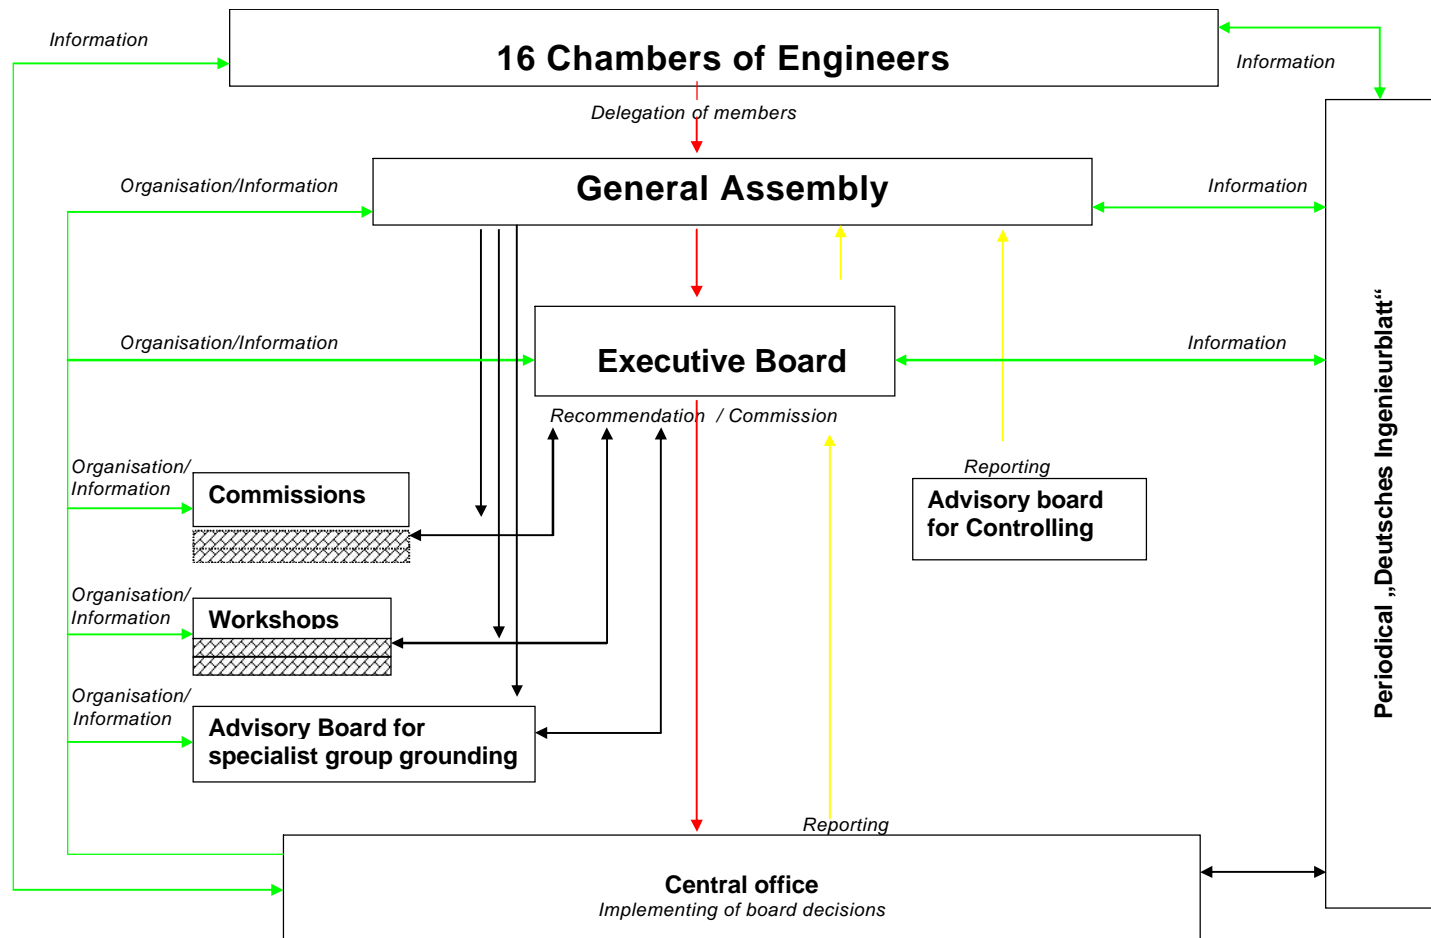 Information
16 Chambers of Engineers
Information
Delegation of members
Organisation/Information
General Assembly
Information
Organisation/Information
Executive Board
Information
Recommendation / Commission
Organisation/
Information
Commissions
Reporting
Advisory board
for Controlling
Organisation/
Information
Workshops
Organisation/
Information
Advisory Board for
specialist group grounding
Periodical „Deutsches Ingenieurblatt“
Reporting
Central office
Implementing of board decisions